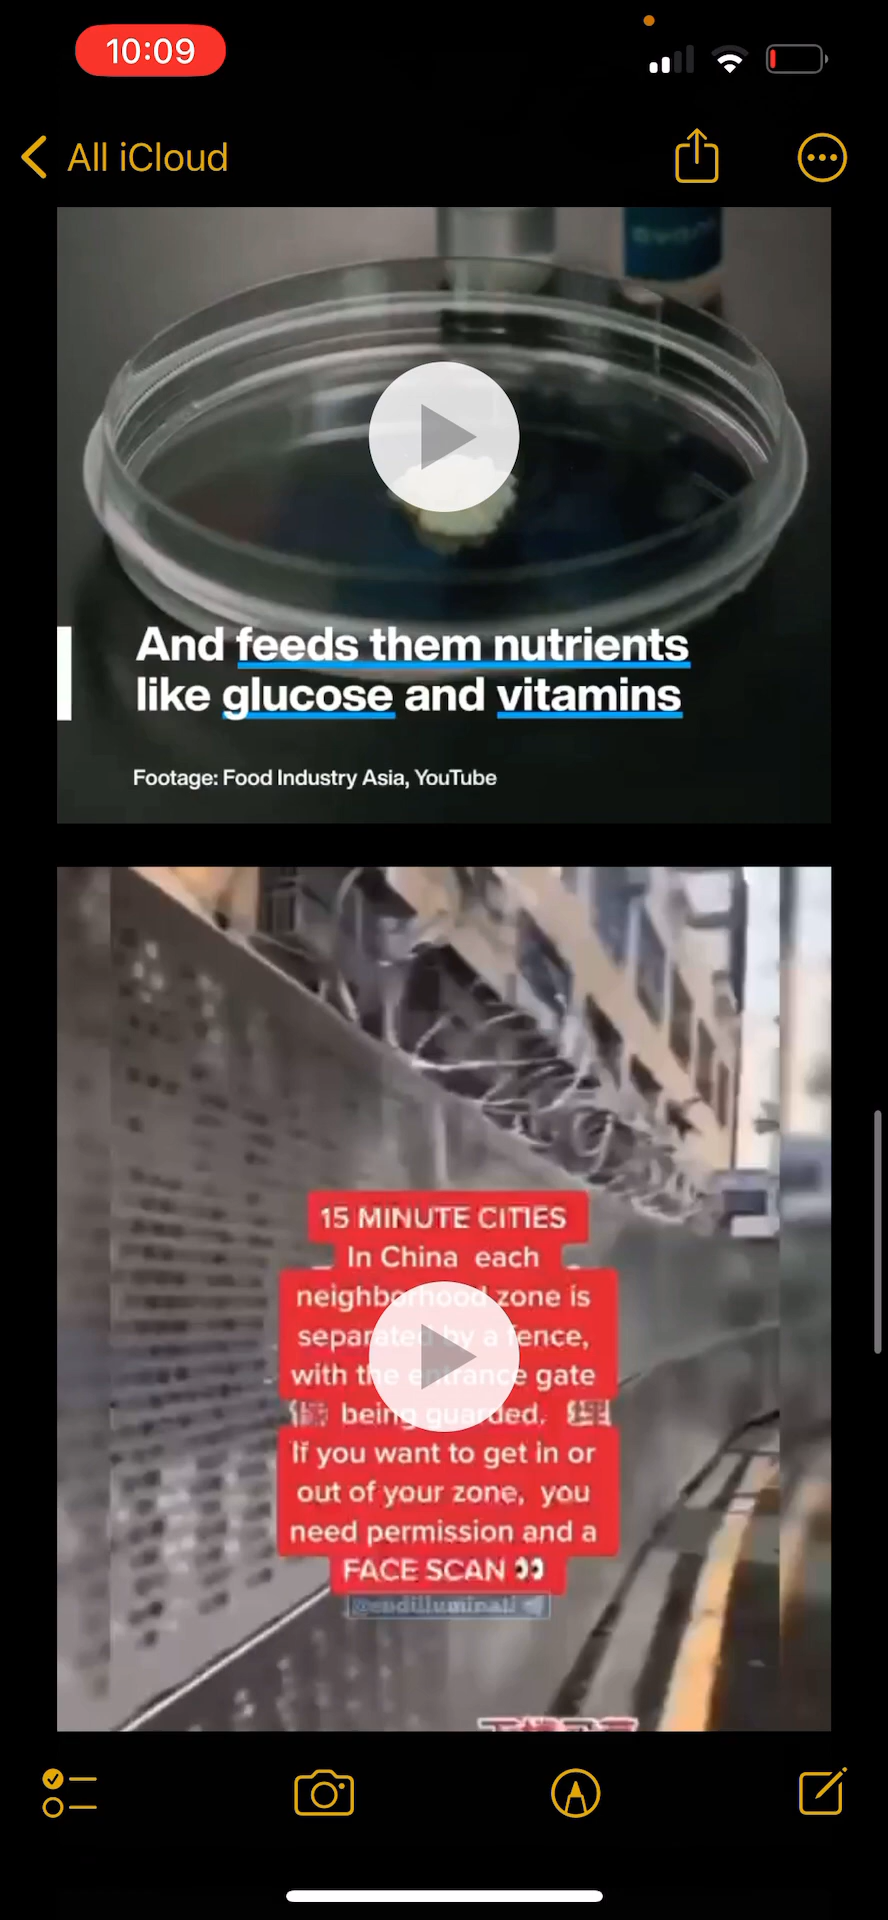 10:09
All iCloud
And feeds them nutrients
like glucose and vitamins
Footage: Food Industry Asia, YouTube
15 MINUTE CITIES
In China each
neighborhood zone is
separated by a fence,
with the entrance gate
being guarded.
If you want to get in or
out of your zone, you
need permission and a
FACE SCAN 👀
@endilluminati